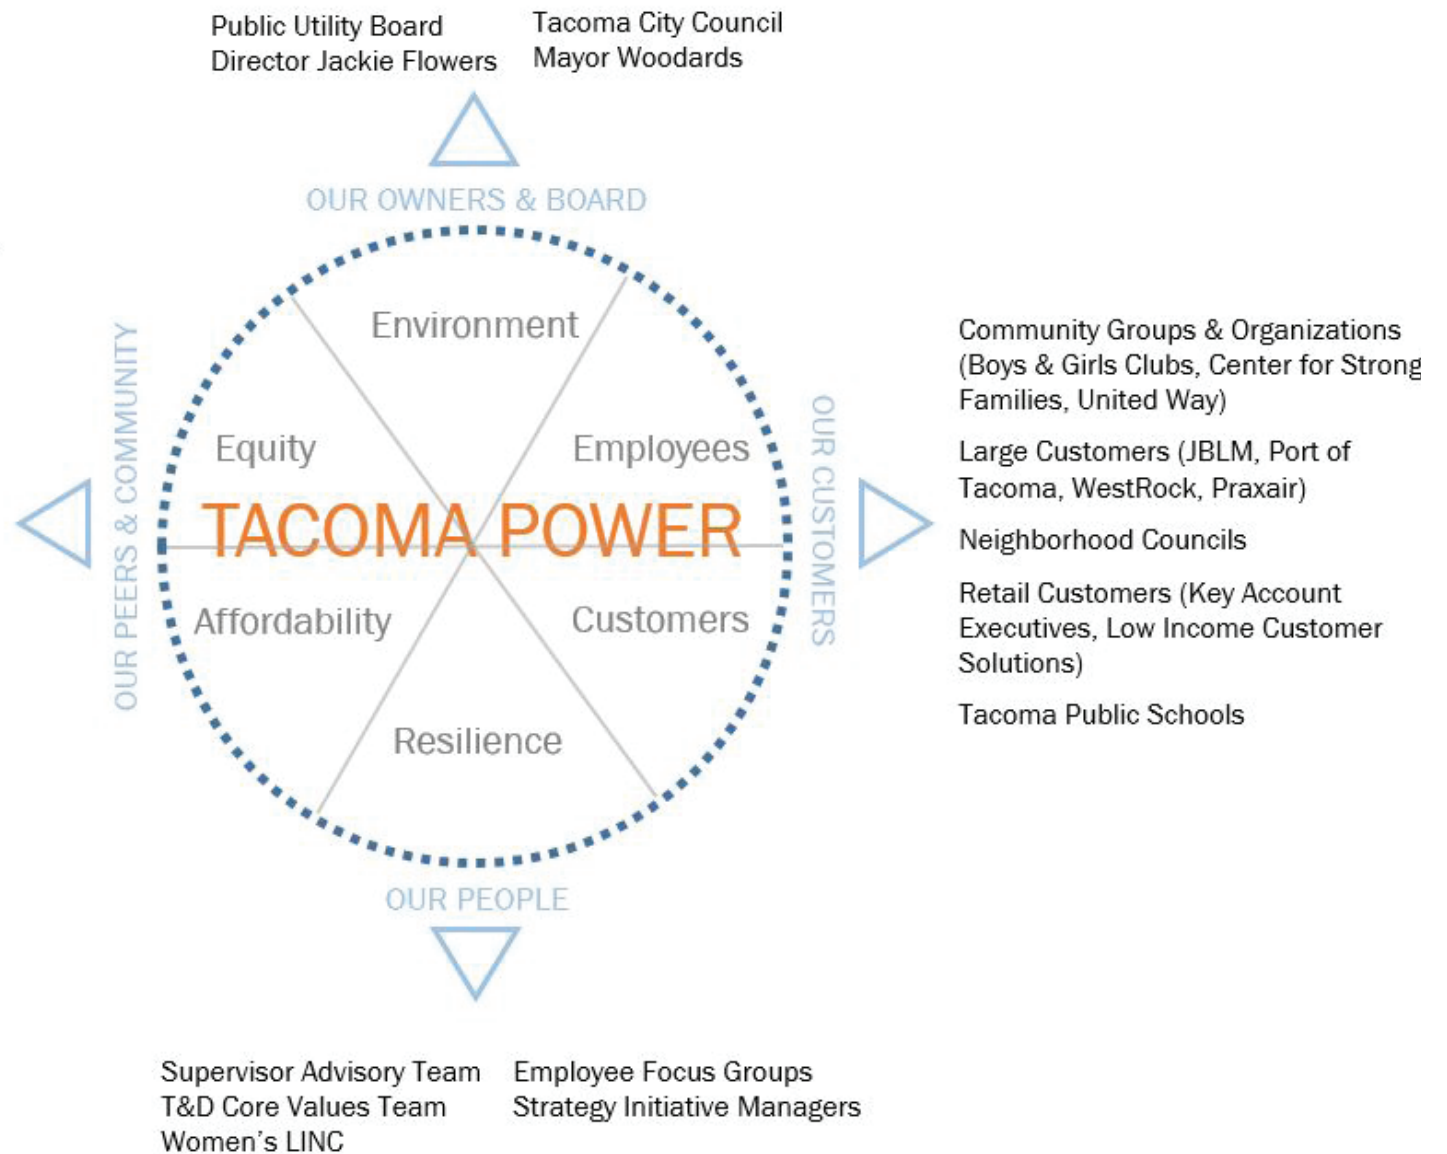 Public Utility Board
Director Jackie Flowers
Tacoma City Council
Mayor Woodards
OUR OWNERS & BOARD
OUR PEERS & COMMUNITY
Environment
Equity
Employees
TACOMA POWER
Affordability
Customers
Resilience
OUR CUSTOMERS
Community Groups & Organizations
(Boys & Girls Clubs, Center for Strong
Families, United Way)
Large Customers (JBLM, Port of
Tacoma, WestRock, Praxair)
Neighborhood Councils
Retail Customers (Key Account
Executives, Low Income Customer
Solutions)
Tacoma Public Schools
OUR PEOPLE
Supervisor Advisory Team
T&D Core Values Team
Women's LINC
Employee Focus Groups
Strategy Initiative Managers